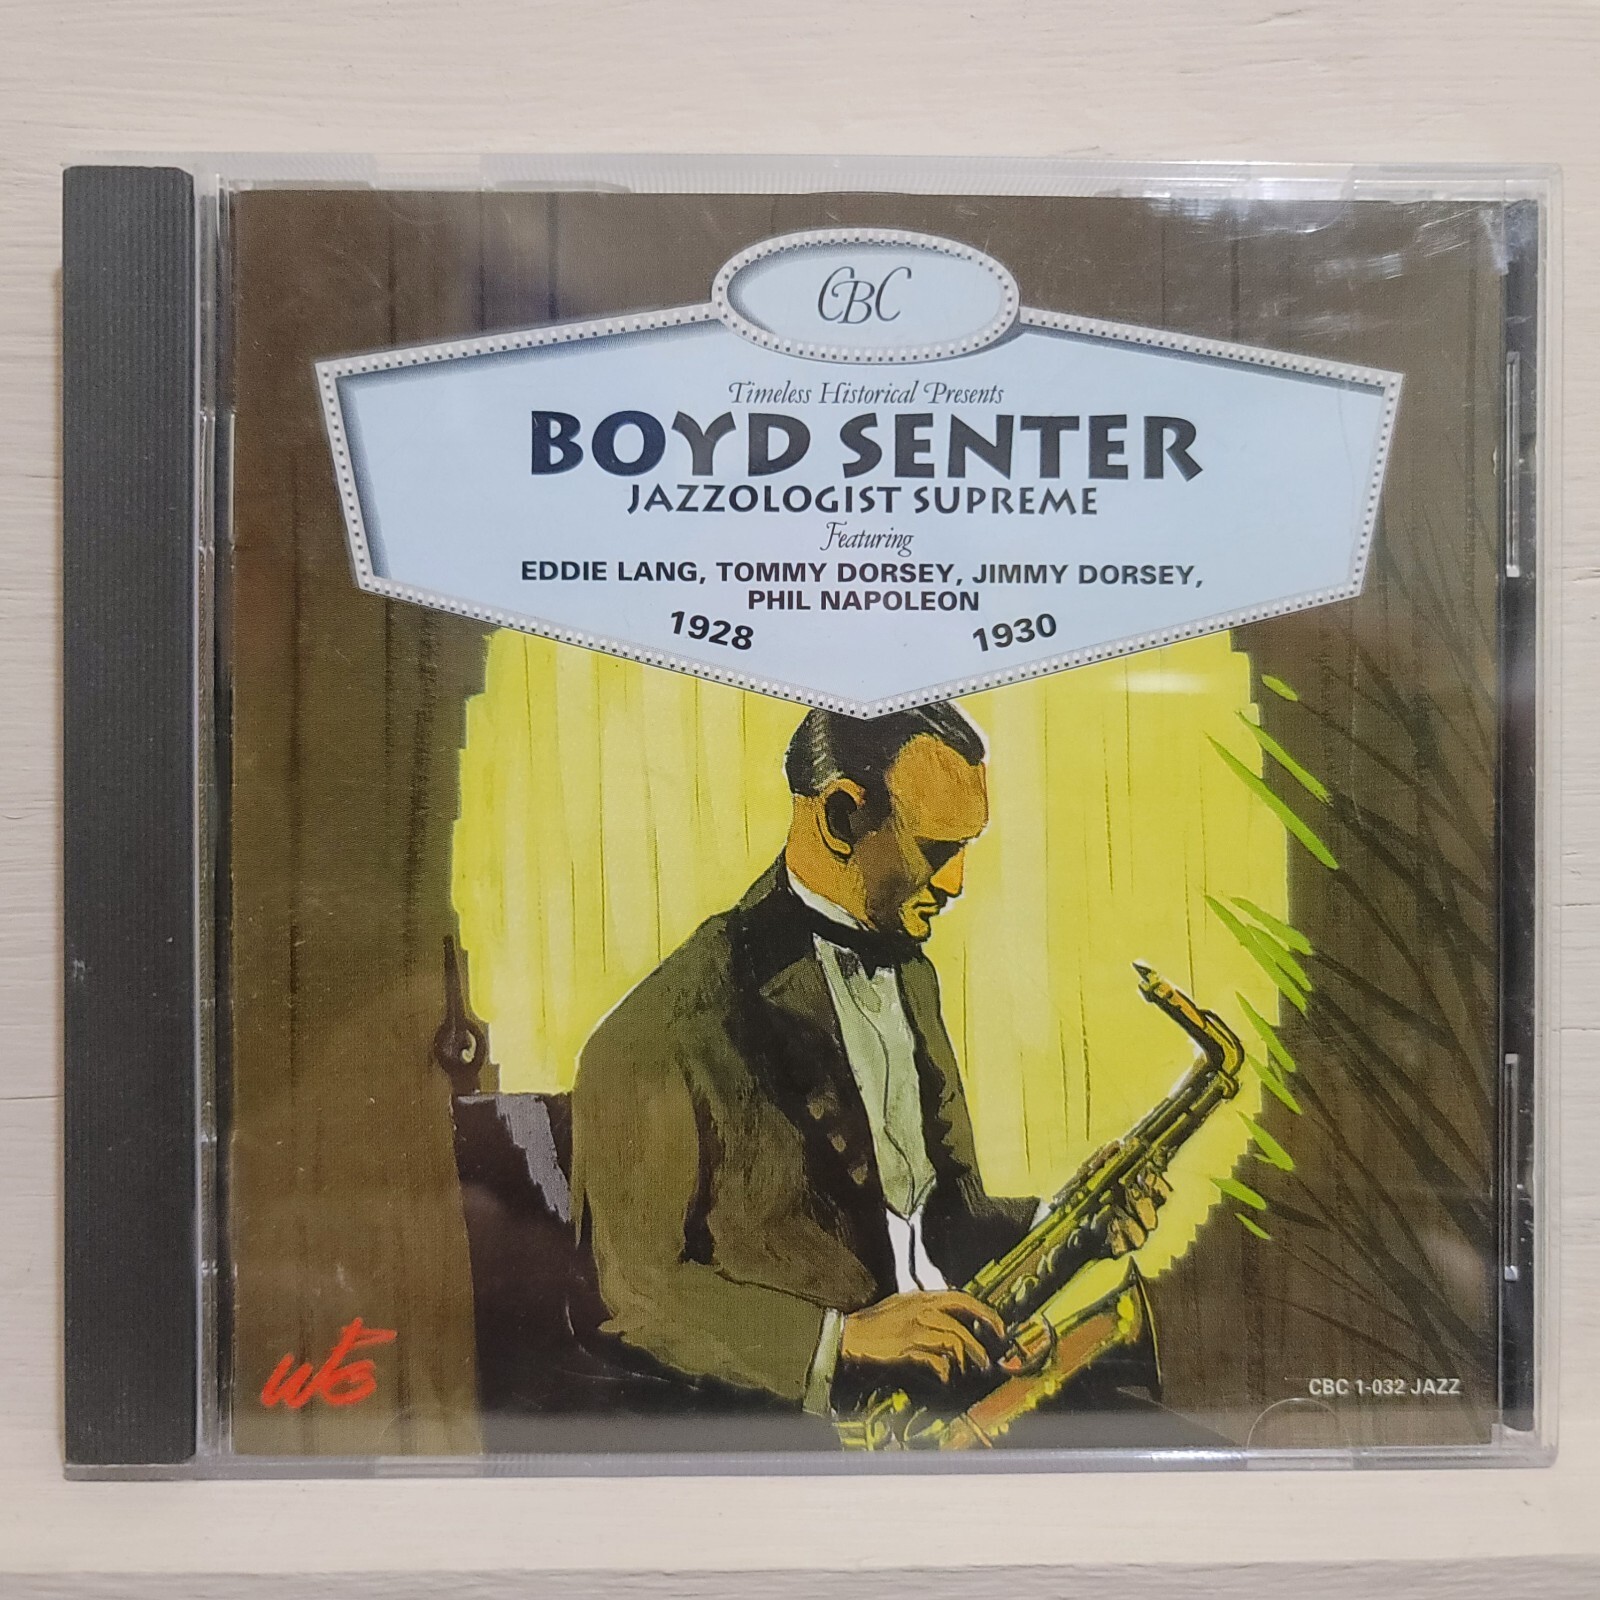 CBC
Timeless Historical Presents
BOYD SENTER
JAZZOLOGIST SUPREME
Featuring
EDDIE LANG, TOMMY DORSEY, JIMMY DORSEY,
PHIL NAPOLEON
1928 1930
CBC 1-032 JAZZ